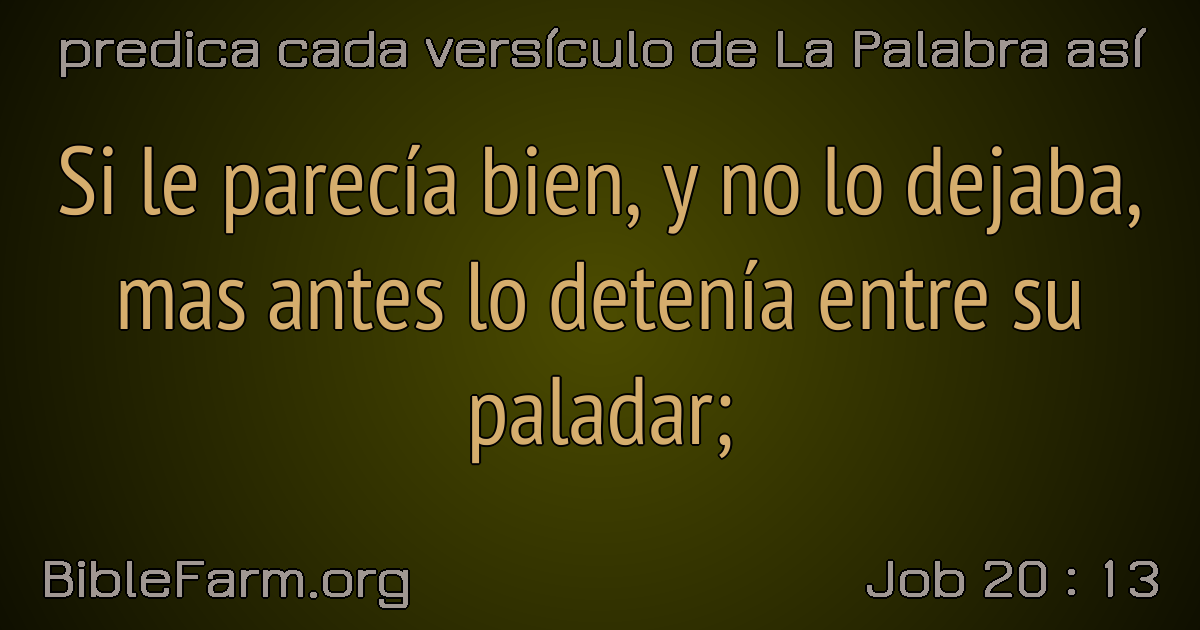 predica cada versículo de La Palabra así
Si le parecía bien, y no lo dejaba,
mas antes lo detenía entre su
paladar;
BibleFarm.org
Job 20 : 13